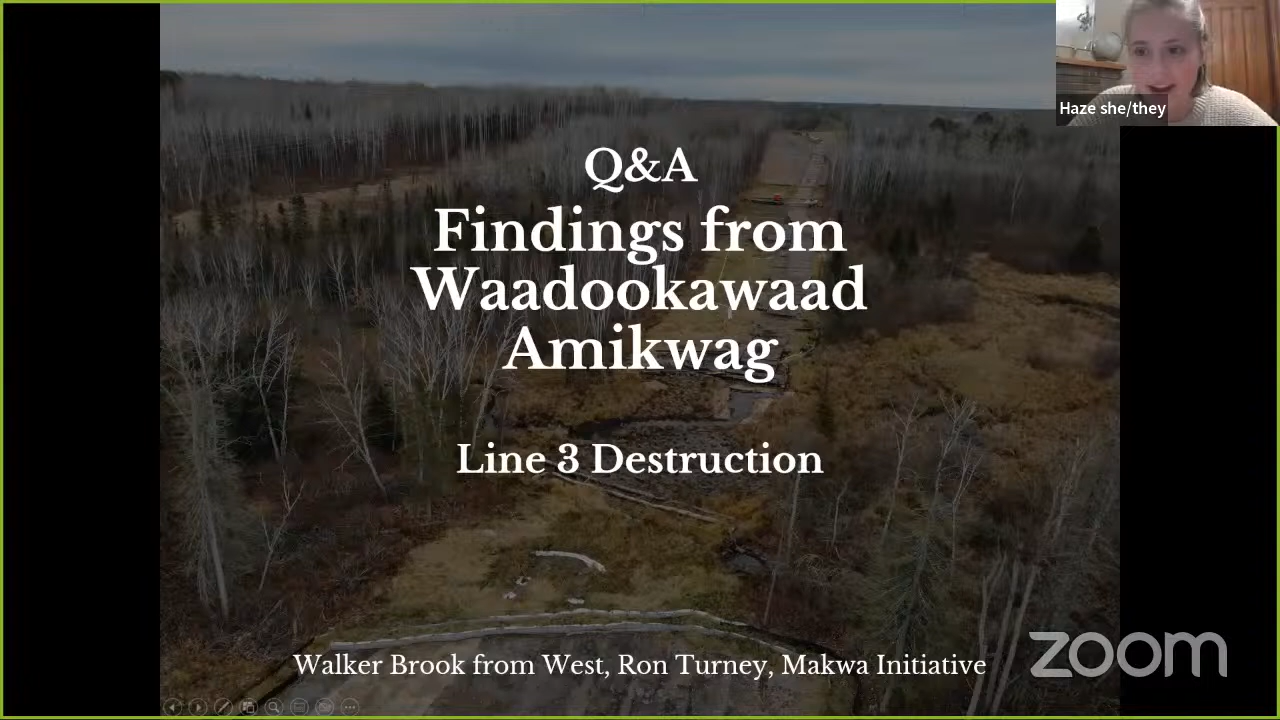 Haze she/they
Q&A
Findings from
Waadookawaad
Amikwag
Line 3 Destruction
Walker Brook from West, Ron Turney, Makwa Initiative
zoom